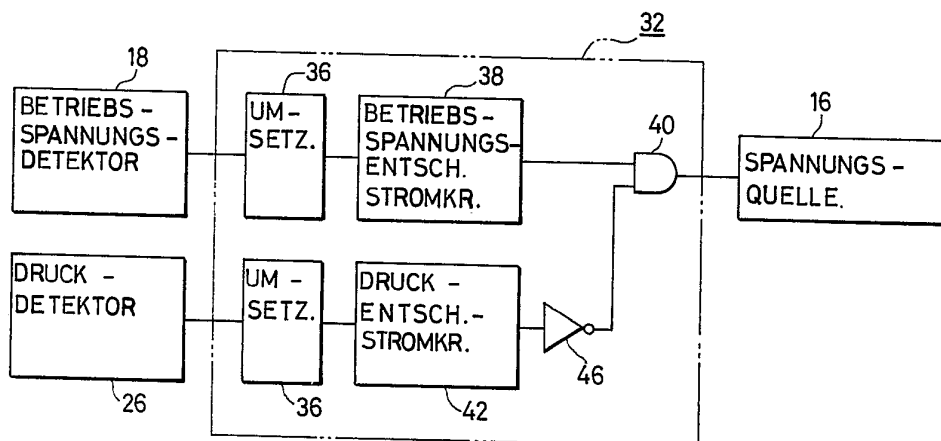 32
18
36
38
40
16
BETRIEBS-
SPANNUNGS-
DETEKTOR
UM-
SETZ.
BETRIEBS-
SPANNUNGS-
ENTSCH.
STROMKR.
SPANNUNGS-
QUELLE.
DRUCK-
DETEKTOR
UM-
SETZ.
DRUCK-
ENTSCH.-
STROMKR.
46
26
36
42